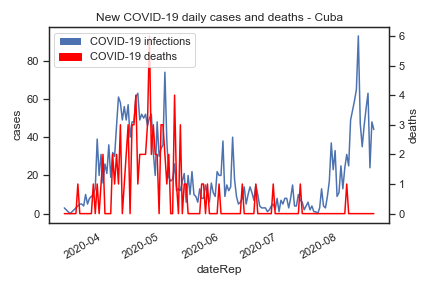 New COVID-19 daily cases and deaths - Cuba
COVID-19 infections
COVID-19 deaths
cases
80
60
40
20
0
6
5
4
3
2
1
0
deaths
2020-04
2020-05
2020-06
2020-07
2020-08
dateRep